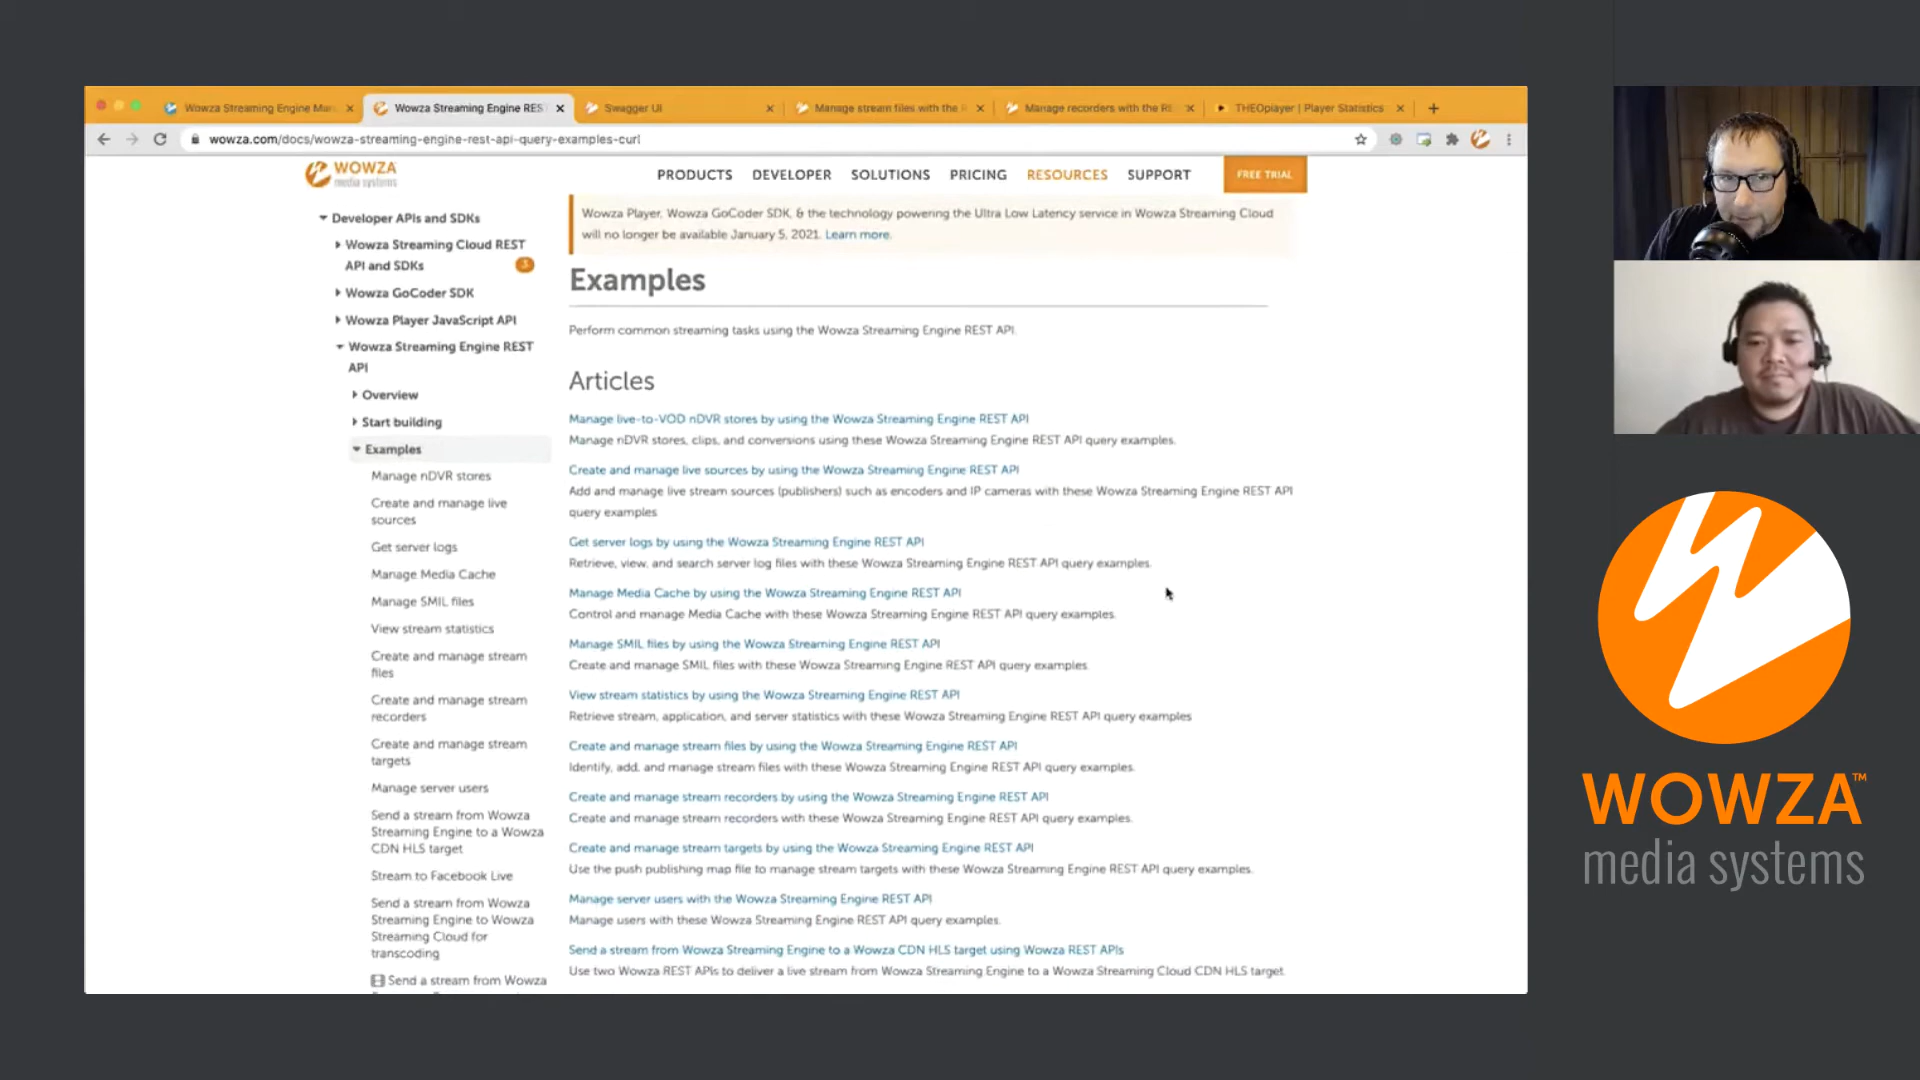 Wowza Streaming Engine Man
Wowza Streaming Engine REST
Swagger UI
Manage stream files with the R
Manage recorders with the RE
THEOplayer | Player Statistics
wowza.com/docs/wowza-streaming-engine-rest-api-query-examples-curl
WOWZA
media systems
PRODUCTS DEVELOPER SOLUTIONS PRICING RESOURCES SUPPORT
FREE TRIAL
Wowza Player, Wowza GoCoder SDK, & the technology powering the Ultra Low Latency service in Wowza Streaming Cloud
will no longer be available January 5, 2021. Learn more.
Developer APIs and SDKs
Wowza Streaming Cloud REST
API and SDKs
3
Wowza GoCoder SDK
Wowza Player JavaScript API
Wowza Streaming Engine REST
API
Overview
Start building
Examples
Manage nDVR stores
Create and manage live
sources
Get server logs
Manage Media Cache
Manage SMIL files
View stream statistics
Create and manage stream
files
Create and manage stream
recorders
Create and manage stream
targets
Manage server users
Send a stream from Wowza
Streaming Engine to a Wowza
CDN HLS target
Stream to Facebook Live
Send a stream from Wowza
Streaming Engine to Wowza
Streaming Cloud for
transcoding
Send a stream from Wowza
Examples
Perform common streaming tasks using the Wowza Streaming Engine REST API.
Articles
Manage live-to-VOD nDVR stores by using the Wowza Streaming Engine REST API
Manage nDVR stores, clips, and conversions using these Wowza Streaming Engine REST API query examples.
Create and manage live sources by using the Wowza Streaming Engine REST API
Add and manage live stream sources (publishers) such as encoders and IP cameras with these Wowza Streaming Engine REST API
query examples
Get server logs by using the Wowza Streaming Engine REST API
Retrieve, view, and search server log files with these Wowza Streaming Engine REST API query examples.
Manage Media Cache by using the Wowza Streaming Engine REST API
Control and manage Media Cache with these Wowza Streaming Engine REST API query examples.
Manage SMIL files by using the Wowza Streaming Engine REST API
Create and manage SMIL files with these Wowza Streaming Engine REST API query examples.
View stream statistics by using the Wowza Streaming Engine REST API
Retrieve stream, application, and server statistics with these Wowza Streaming Engine REST API query examples
Create and manage stream files by using the Wowza Streaming Engine REST API
Identify, add, and manage stream files with these Wowza Streaming Engine REST API query examples.
Create and manage stream recorders by using the Wowza Streaming Engine REST API
Create and manage stream recorders with these Wowza Streaming Engine REST API query examples.
Create and manage stream targets by using the Wowza Streaming Engine REST API
Use the push publishing map file to manage stream targets with these Wowza Streaming Engine REST API query examples.
Manage server users with the Wowza Streaming Engine REST API
Manage users with these Wowza Streaming Engine REST API query examples.
Send a stream from Wowza Streaming Engine to a Wowza CDN HLS target using Wowza REST APIs
Use two Wowza REST APIs to deliver a live stream from Wowza Streaming Engine to a Wowza Streaming Cloud CDN HLS target.
WOWZA™
media systems